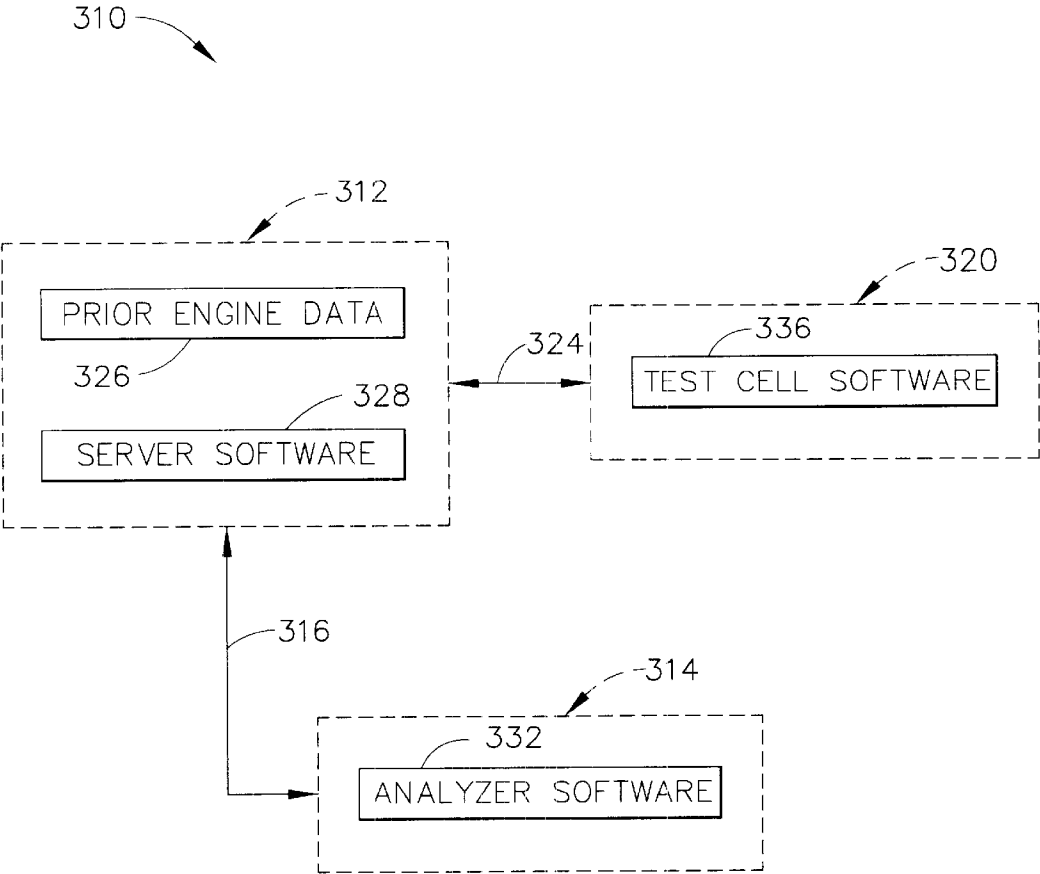 310
312
PRIOR ENGINE DATA
326
328
SERVER SOFTWARE
324
320
336
TEST CELL SOFTWARE
316
314
332
ANALYZER SOFTWARE